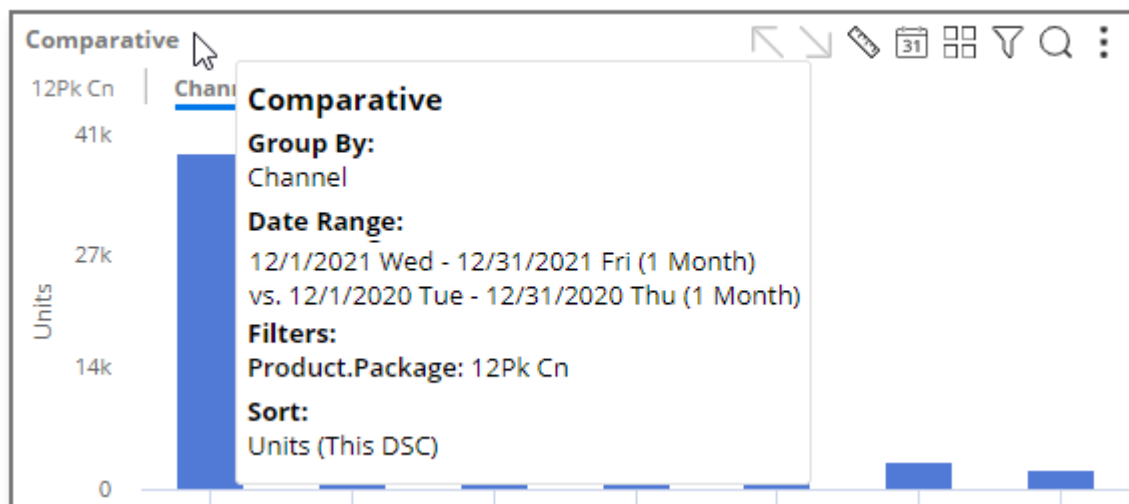 Comparative
31
12Pk Cn
Comparative
Group By:
Channel
Date Range:
12/1/2021 Wed - 12/31/2021 Fri (1 Month)
vs. 12/1/2020 Tue - 12/31/2020 Thu (1 Month)
Filters:
Product.Package: 12Pk Cn
Sort:
Units (This DSC)
41k
27k
14k
0
Units